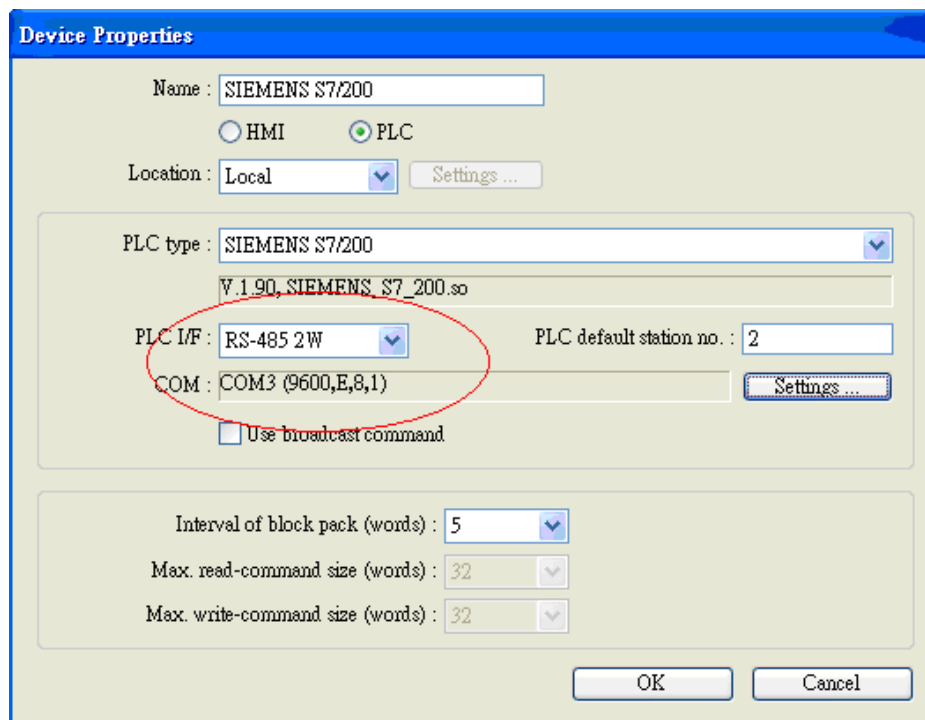 Device Properties
Name : SIEMENS S7/200
HMI PLC
Location : Local Settings ...
PLC type : SIEMENS S7/200
V.1.90, SIEMENS_S7_200.so
PLC I/F : RS-485 2W PLC default station no. : 2
COM : COM3 (9600,E,8,1) Settings ...
Use broadcast command
Interval of block pack (words) : 5
Max. read-command size (words) : 32
Max. write-command size (words) : 32
OK Cancel